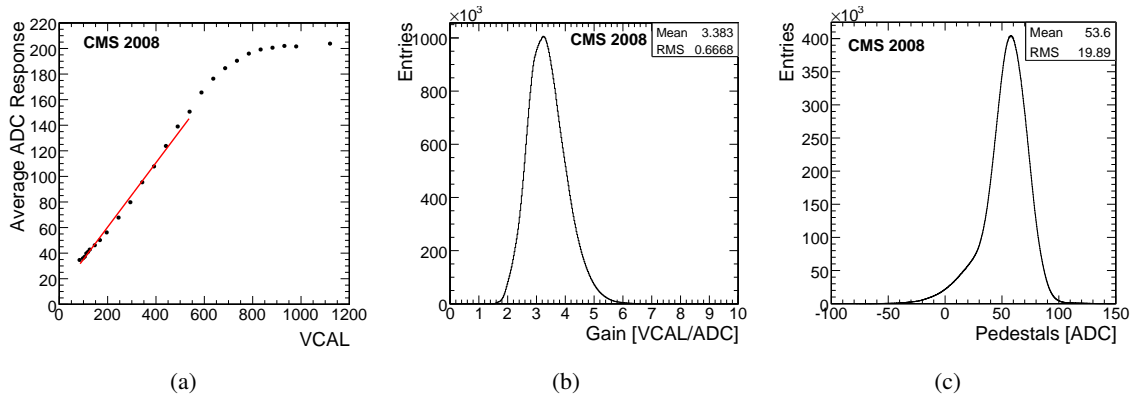 CMS 2008
Average ADC Response
220
200
180
160
140
120
100
80
60
40
20
0
0 200 400 600 800 1000 1200
VCAL
(a)
×10³
CMS 2008
Mean 3.383
RMS 0.6668
Entries
1000
800
600
400
200
0
0 1 2 3 4 5 6 7 8 9 10
Gain [VCAL/ADC]
(b)
×10³
CMS 2008
Mean 53.6
RMS 19.89
Entries
400
350
300
250
200
150
100
50
0
-100 -50 0 50 100 150
Pedestals [ADC]
(c)